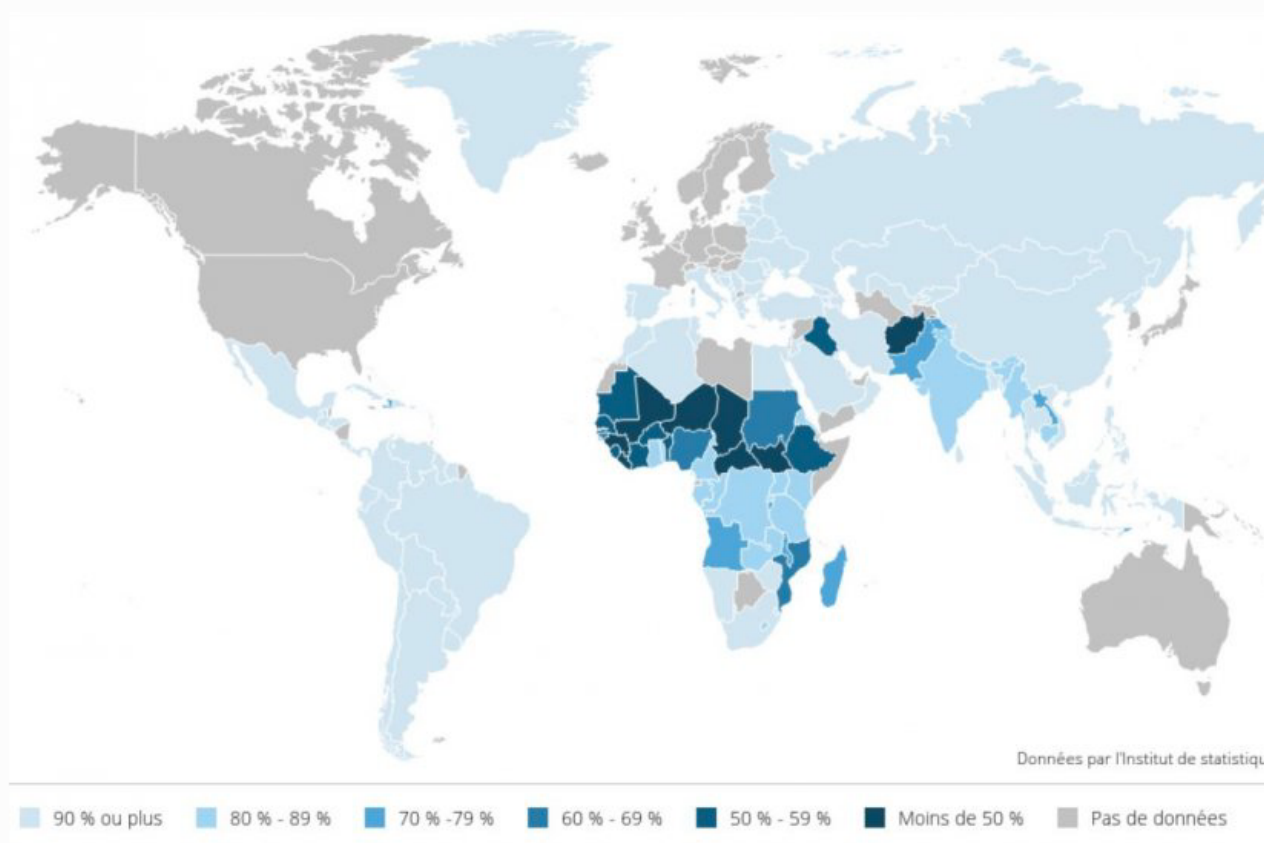 Données par l'Institut de statistiqu
90 % ou plus
80 % - 89 %
70 % -79 %
60 % - 69 %
50 % - 59 %
Moins de 50 %
Pas de données